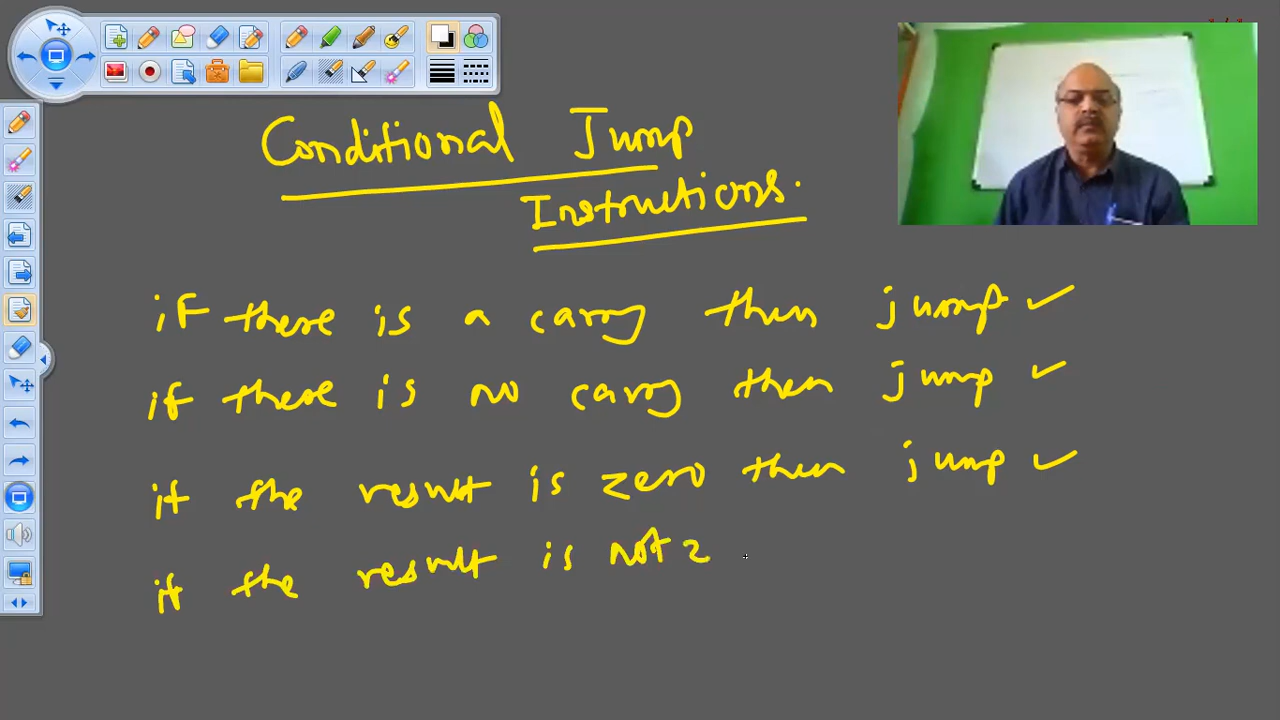 Conditional Jump
Instructions.
if there is a carry then jump ✓
if there is no carry then jump ✓
if the result is zero then jump ✓
if the result is not z